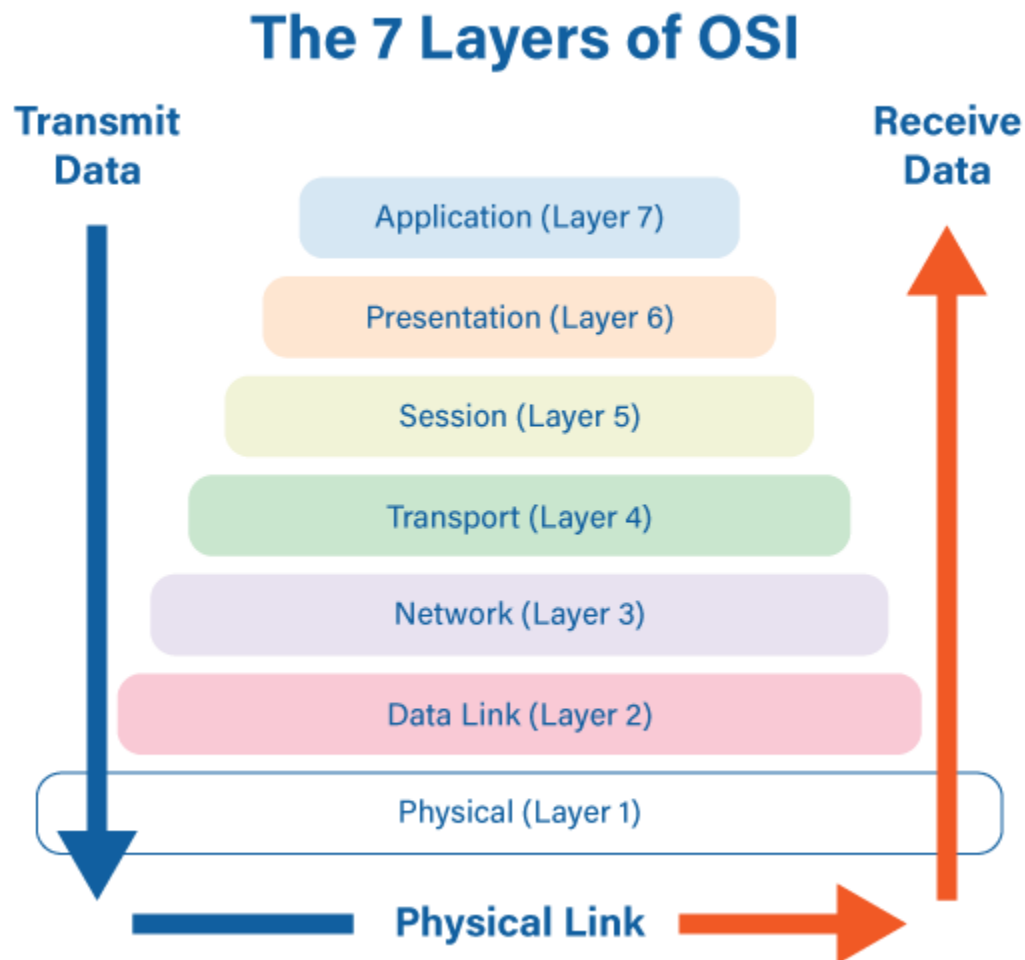 The 7 Layers of OSI
Transmit
Data
Receive
Data
Application (Layer 7)
Presentation (Layer 6)
Session (Layer 5)
Transport (Layer 4)
Network (Layer 3)
Data Link (Layer 2)
Physical (Layer 1)
Physical Link